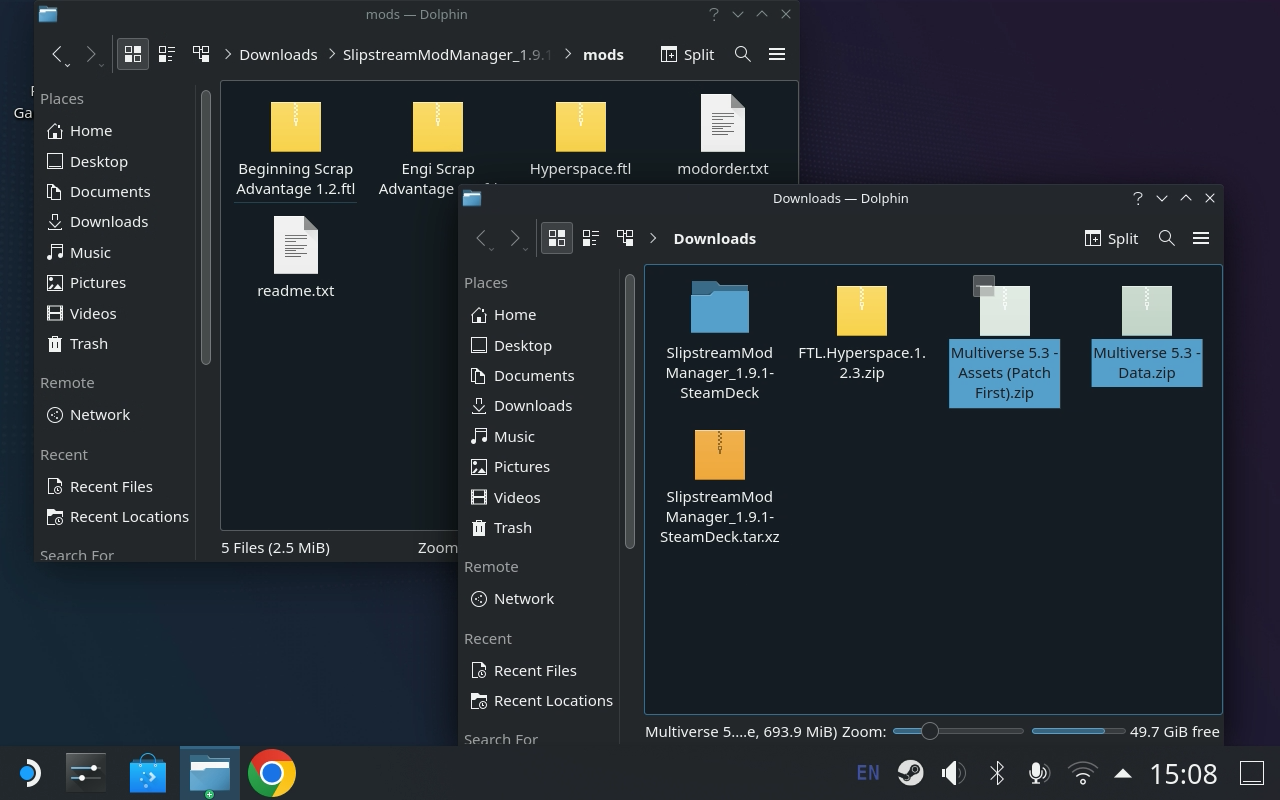 mods — Dolphin
Downloads
SlipstreamModManager_1.9.1
mods
Split
Places
Home
Desktop
Documents
Downloads
Music
Pictures
Videos
Trash
Remote
Network
Recent
Recent Files
Recent Locations
Search For
Beginning Scrap
Advantage 1.2.ftl
Engi Scrap
Advantage
Hyperspace.ftl
modorder.txt
readme.txt
5 Files (2.5 MiB)
Zoom
Ga
Downloads — Dolphin
Downloads
Split
Places
Home
Desktop
Documents
Downloads
Music
Pictures
Videos
Trash
Remote
Network
Recent
Recent Files
Recent Locations
Search For
SlipstreamMod
Manager_1.9.1-
SteamDeck
FTL.Hyperspace.1.
2.3.zip
Multiverse 5.3 -
Assets (Patch
First).zip
Multiverse 5.3 -
Data.zip
SlipstreamMod
Manager_1.9.1-
SteamDeck.tar.xz
Multiverse 5....e, 693.9 MiB) Zoom:
49.7 GiB free
EN
15:08